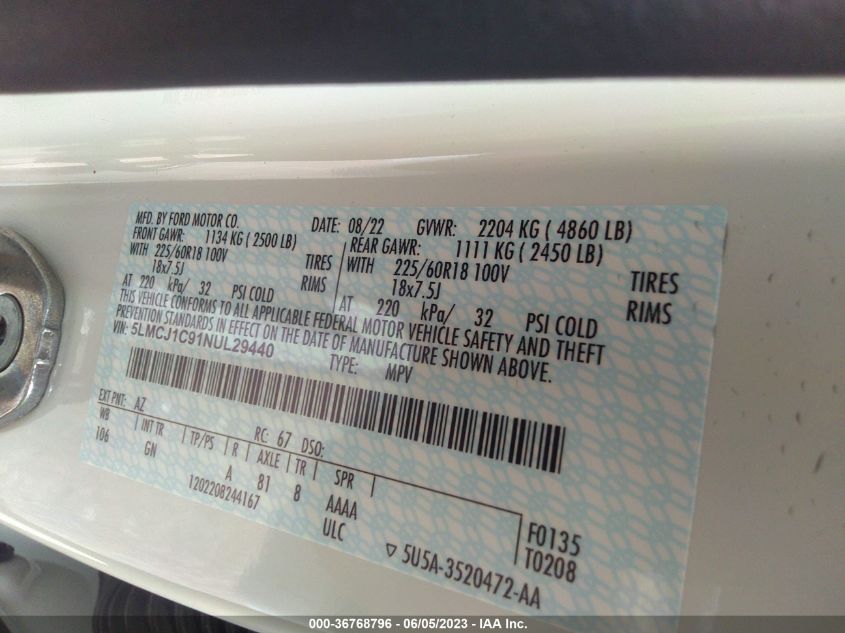 MFD. BY FORD MOTOR CO. DATE: 08/22 GVWR: 2204 KG ( 4860 LB)
FRONT GAWR: 1134 KG ( 2500 LB) REAR GAWR: 1111 KG ( 2450 LB)
WITH 225/60R18 100V TIRES WITH 225/60R18 100V TIRES
18x7.5J RIMS 18x7.5J RIMS
AT 220 kPa/ 32 PSI COLD AT 220 kPa/ 32 PSI COLD
THIS VEHICLE CONFORMS TO ALL APPLICABLE FEDERAL MOTOR VEHICLE SAFETY AND THEFT
PREVENTION STANDARDS IN EFFECT ON THE DATE OF MANUFACTURE SHOWN ABOVE.
VIN: 5LMCJ1C91NUL29440 TYPE: MPV
EXT PNT: AZ RC: 67 DSO:
WB INT TR TP/PS R AXLE TR SPR
106 GN A 81 8 AAAA
1202208244167 ULC
F0135
T0208
5U5A-3520472-AA
000-36768796 - 06/05/2023 - IAA Inc.